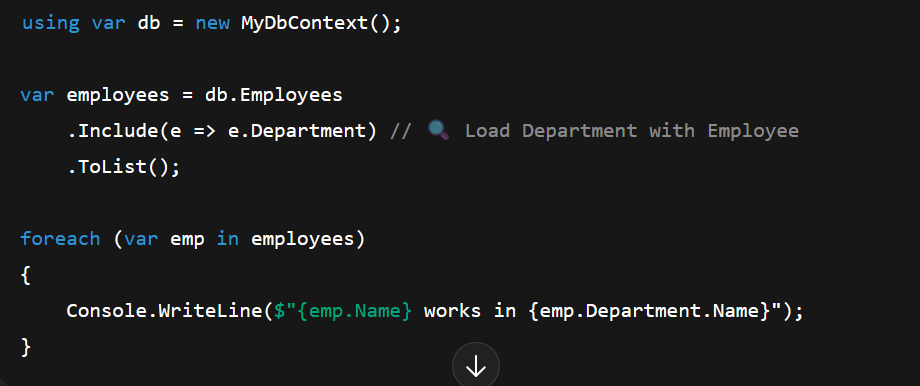 using var db = new MyDbContext();
var employees = db.Employees
.Include(e => e.Department) // 🔍 Load Department with Employee
.ToList();
foreach (var emp in employees)
{
Console.WriteLine($"{emp.Name} works in {emp.Department.Name}");
}